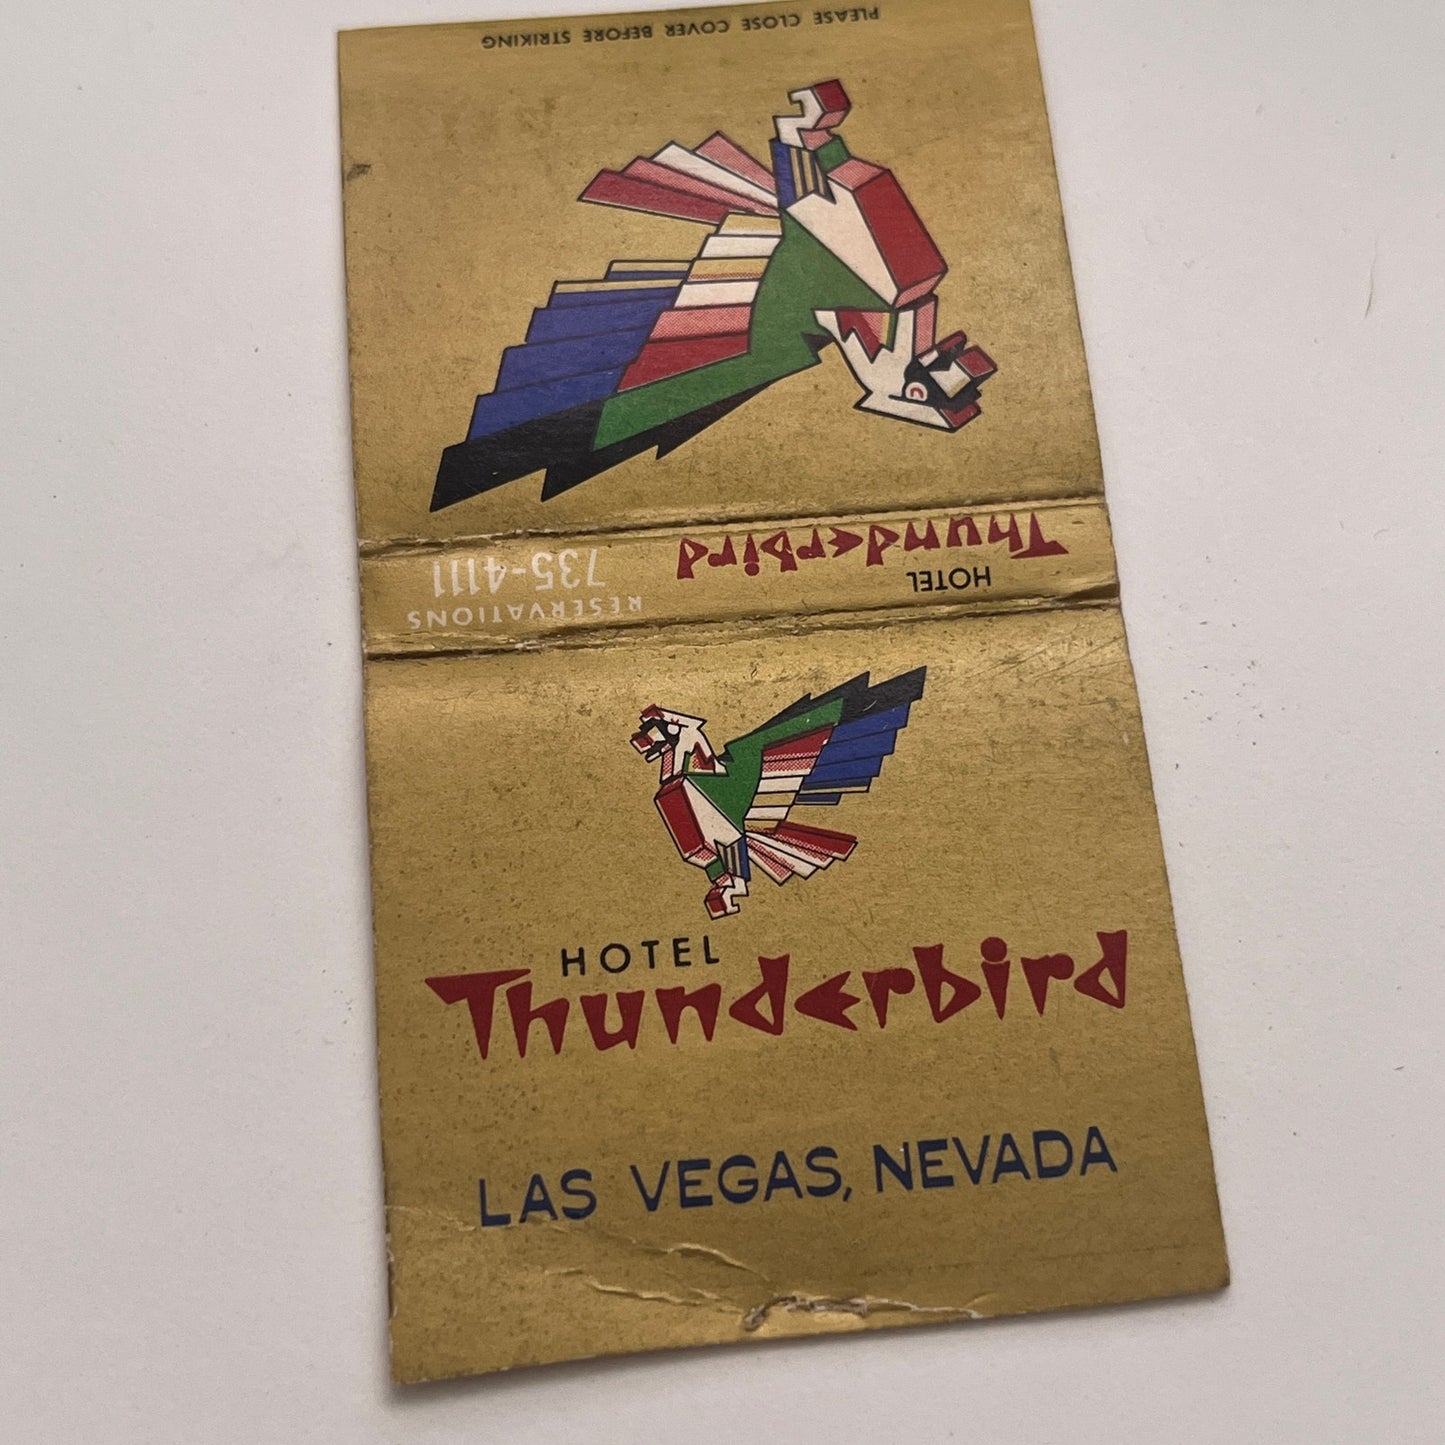 PLEASE CLOSE COVER BEFORE STRIKING
HOTEL
Thunderbird
RESERVATIONS
735-4111
HOTEL
Thunderbird
LAS VEGAS, NEVADA